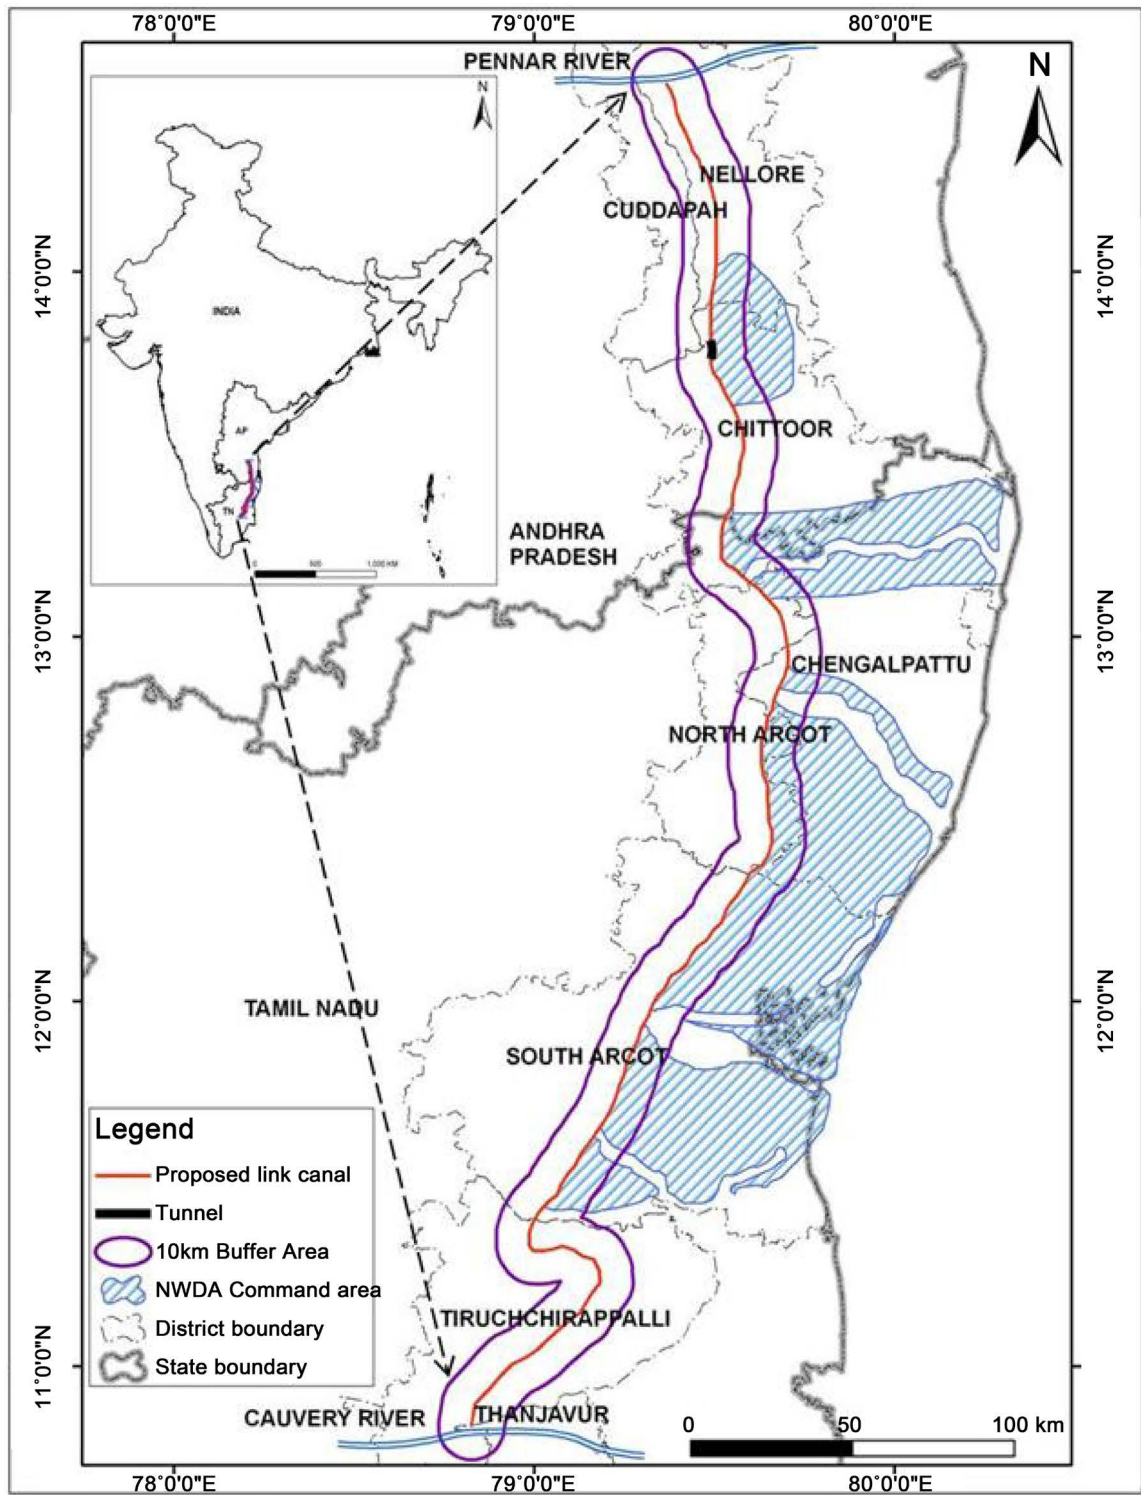 78°0'0"E
79°0'0"E
80°0'0"E
PENNAR RIVER
N
N
NELLORE
CUDDAPAH
14°0'0"N
14°0'0"N
INDIA
AP
TN
0
500
1,000 KM
CHITTOOR
ANDHRA
PRADESH
13°0'0"N
13°0'0"N
CHENGALPATTU
NORTH ARCOT
12°0'0"N
12°0'0"N
TAMIL NADU
SOUTH ARCOT
Legend
Proposed link canal
Tunnel
10km Buffer Area
NWDA Command area
District boundary
State boundary
TIRUCHCHIRAPPALLI
11°0'0"N
CAUVERY RIVER
THANJAVUR
0
50
100 km
78°0'0"E
79°0'0"E
80°0'0"E